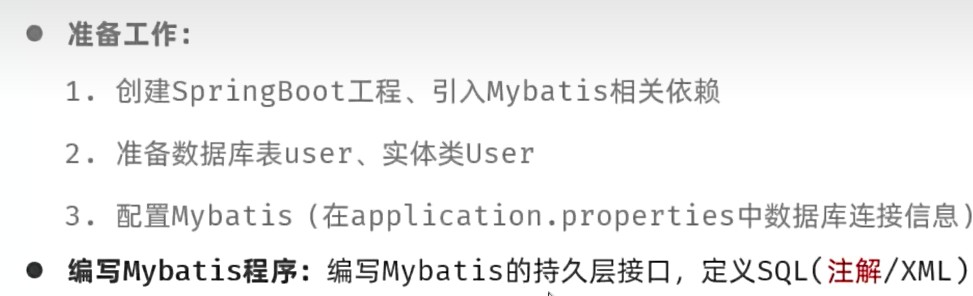 准备工作：
1. 创建SpringBoot工程、引入Mybatis相关依赖
2. 准备数据库表user、实体类User
3. 配置Mybatis（在application.properties中数据库连接信息）
编写Mybatis程序：编写Mybatis的持久层接口，定义SQL(注解/XML)